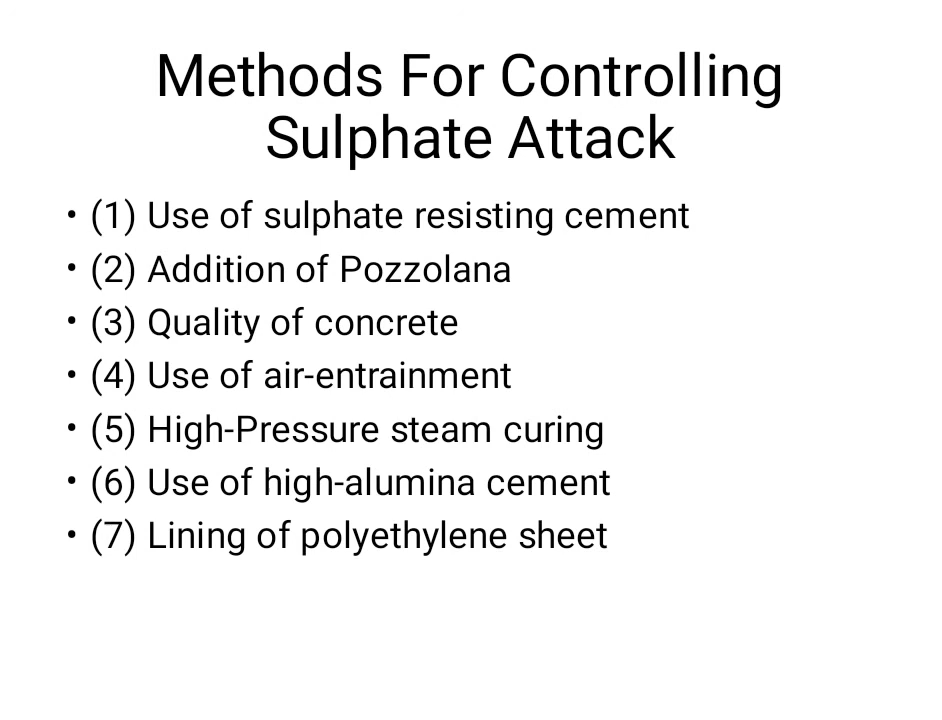 Methods For Controlling
Sulphate Attack
• (1) Use of sulphate resisting cement
• (2) Addition of Pozzolana
• (3) Quality of concrete
• (4) Use of air-entrainment
• (5) High-Pressure steam curing
• (6) Use of high-alumina cement
• (7) Lining of polyethylene sheet